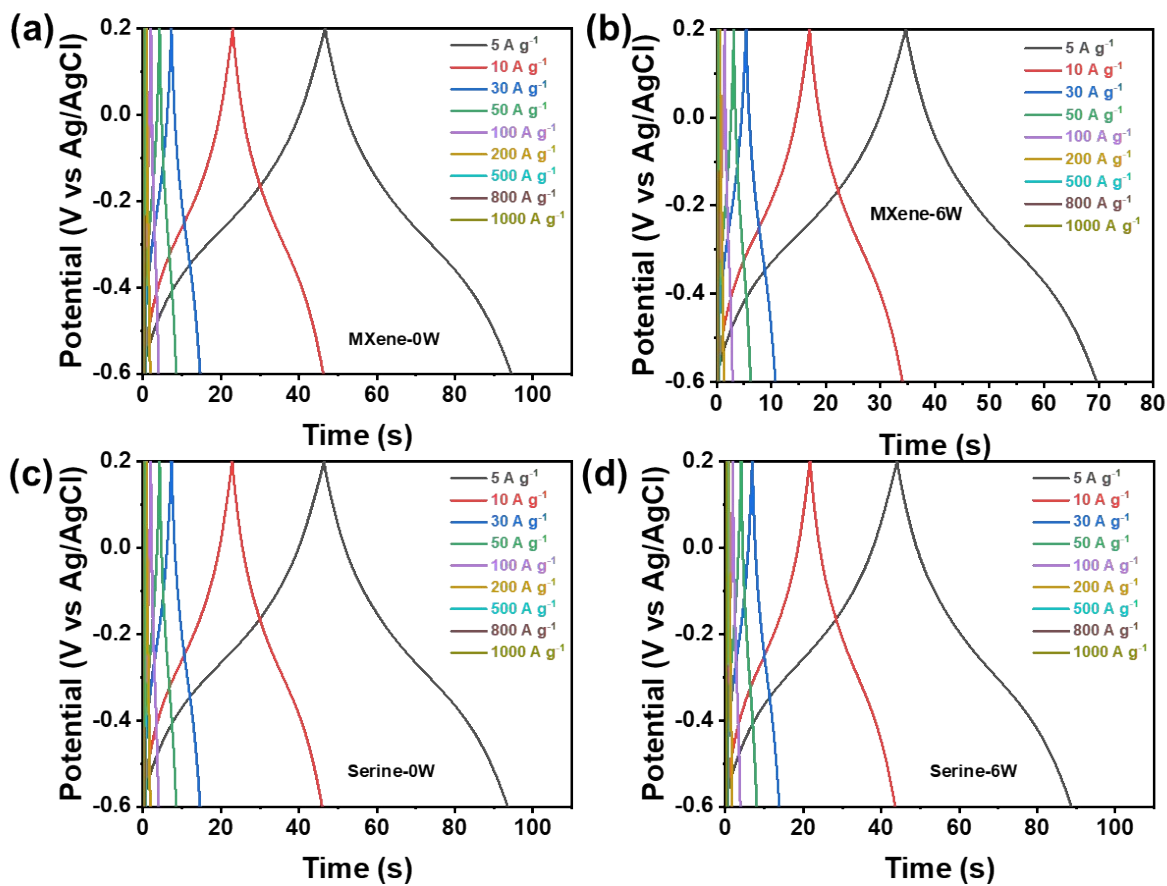 (a)
Potential (V vs Ag/AgCl)
0.2
0.0
-0.2
-0.4
-0.6
5 A g⁻¹
10 A g⁻¹
30 A g⁻¹
50 A g⁻¹
100 A g⁻¹
200 A g⁻¹
500 A g⁻¹
800 A g⁻¹
1000 A g⁻¹
MXene-0W
0 20 40 60 80 100
Time (s)
(b)
Potential (V vs Ag/AgCl)
0.2
0.0
-0.2
-0.4
-0.6
5 A g⁻¹
10 A g⁻¹
30 A g⁻¹
50 A g⁻¹
100 A g⁻¹
200 A g⁻¹
500 A g⁻¹
800 A g⁻¹
1000 A g⁻¹
MXene-6W
0 10 20 30 40 50 60 70 80
Time (s)
(c)
Potential (V vs Ag/AgCl)
0.2
0.0
-0.2
-0.4
-0.6
5 A g⁻¹
10 A g⁻¹
30 A g⁻¹
50 A g⁻¹
100 A g⁻¹
200 A g⁻¹
500 A g⁻¹
800 A g⁻¹
1000 A g⁻¹
Serine-0W
0 20 40 60 80 100
Time (s)
(d)
Potential (V vs Ag/AgCl)
0.2
0.0
-0.2
-0.4
-0.6
5 A g⁻¹
10 A g⁻¹
30 A g⁻¹
50 A g⁻¹
100 A g⁻¹
200 A g⁻¹
500 A g⁻¹
800 A g⁻¹
1000 A g⁻¹
Serine-6W
0 20 40 60 80 100
Time (s)